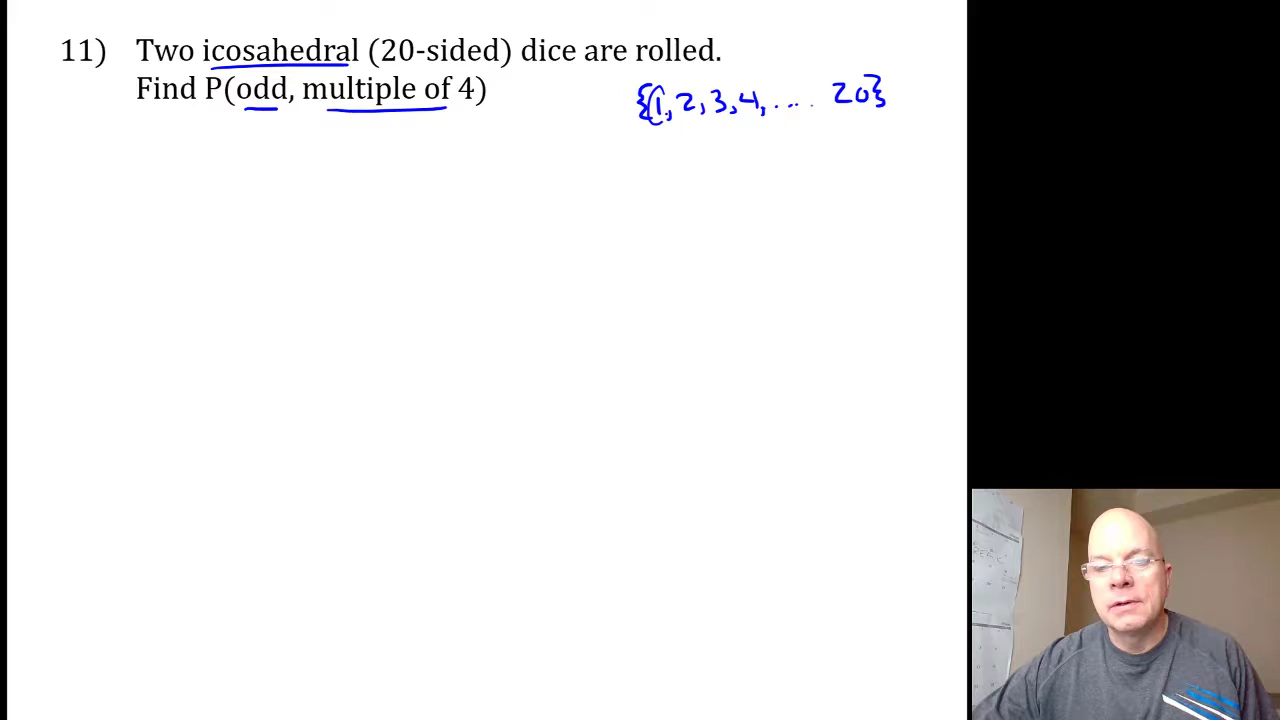 11) Two icosahedral (20-sided) dice are rolled.
Find P(odd, multiple of 4)
{1, 2, 3, 4, .... 20}